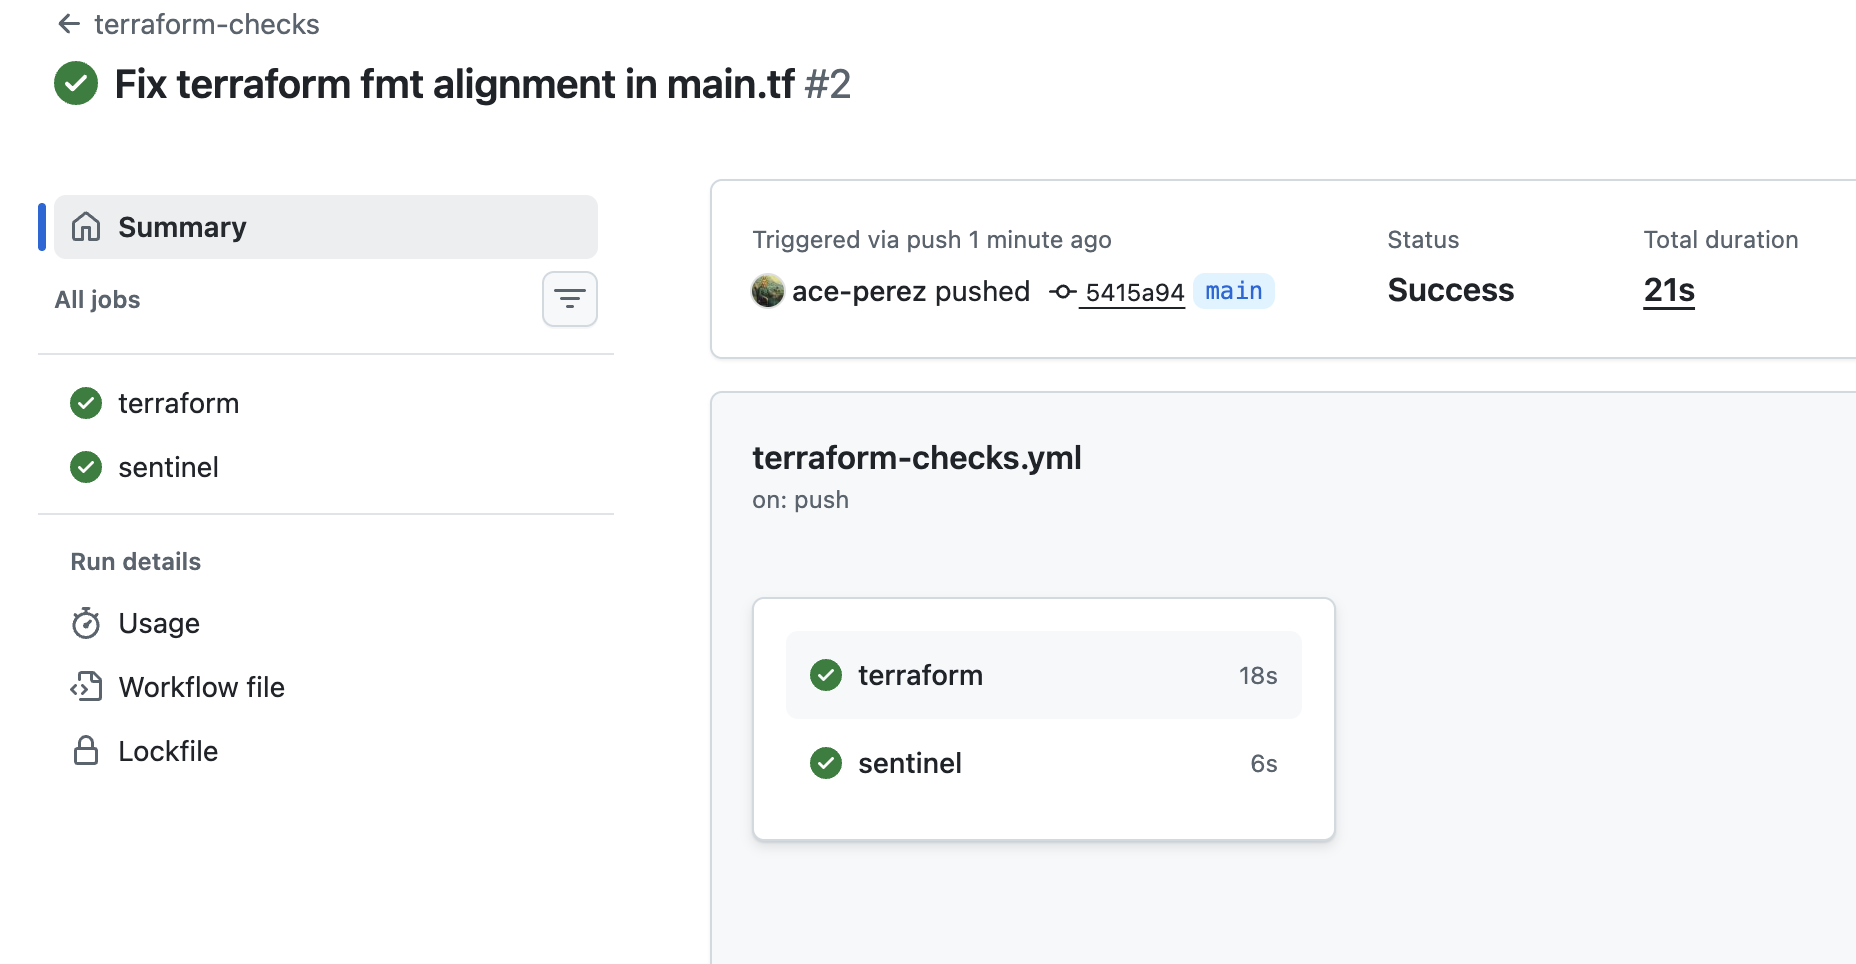 terraform-checks
Fix terraform fmt alignment in main.tf #2
Summary
All jobs
terraform
sentinel
Run details
Usage
Workflow file
Lockfile
Triggered via push 1 minute ago
ace-perez pushed 5415a94 main
Status
Success
Total duration
21s
terraform-checks.yml
on: push
terraform 18s
sentinel 6s